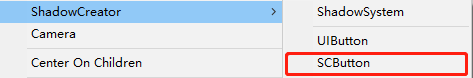 ShadowCreator
Camera
Center On Children
ShadowSystem
UIButton
SCButton